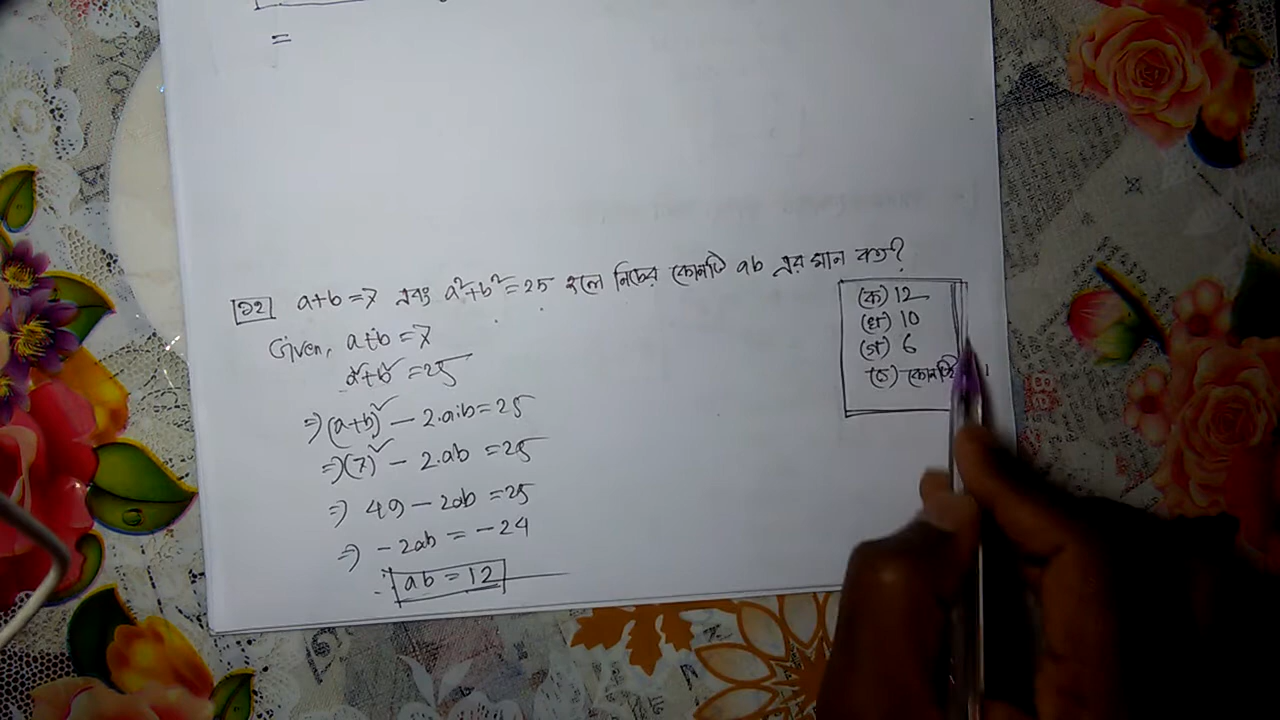 =
১২ a+b=7 এবং a²+b²=25 হলে নিচের কোনটি ab এর মান কত?
(ক) 12
(খ) 10
(গ) 6
(ঘ) কোনটি
Given, a+b=7
a²+b²=25
⇒(a+b)² - 2.a.b=25
⇒(7)² - 2.ab=25
⇒ 49-2ab=25
⇒ -2ab=-24
∴ ab=12